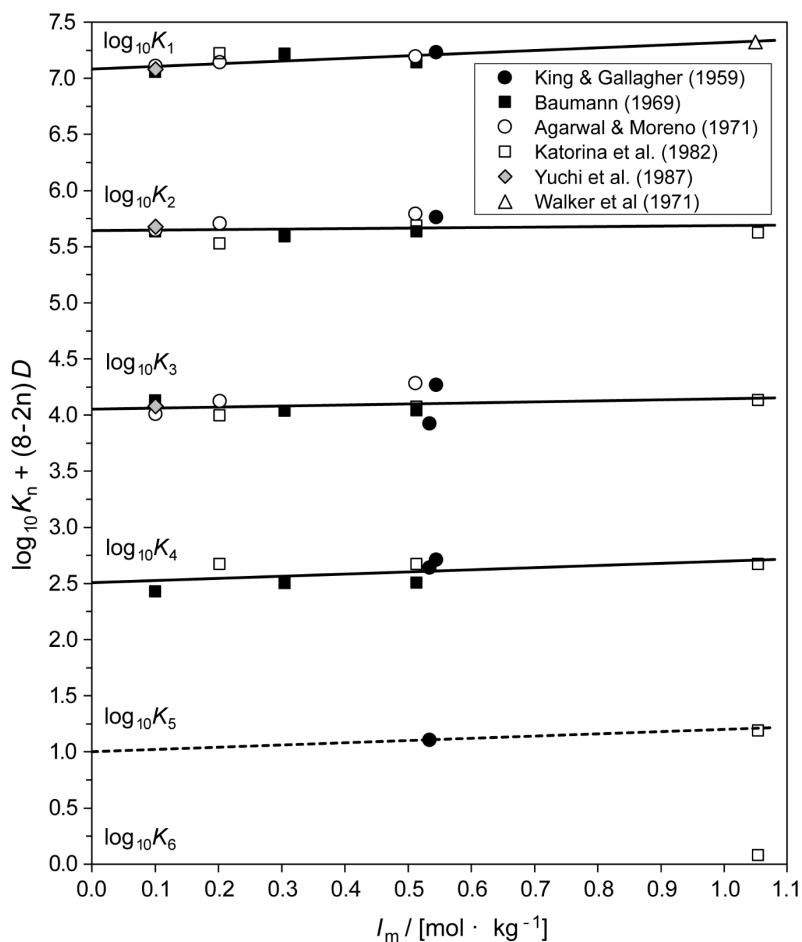 7.5
log₁₀K₁
7.0
King & Gallagher (1959)
Baumann (1969)
7.5
Agarwal & Moreno (1971)
Katorina et al. (1982)
Yuchi et al. (1987)
Walker et al (1971)
6.0
log₁₀K₂
5.5
5.0
4.5
log₁₀K₃
4.0
3.5
3.0
log₁₀K₄
2.5
2.0
1.5
log₁₀K₅
1.0
0.5
log₁₀K₆
0.0
log₁₀Kₙ + (8-2n) D
0.0 0.1 0.2 0.3 0.4 0.5 0.6 0.7 0.8 0.9 1.0 1.1
Iₘ / [mol · kg⁻¹]